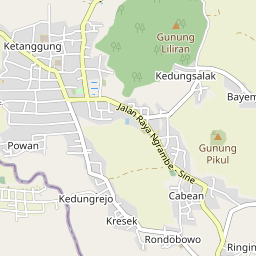 Gunung
Liliran
Ketanggung
Kedungsalak
Bayem
Jalan Raya Ngrambe - Sine
Gunung
Pikul
Powan
Kedungrejo
Cabean
Kresek
Rondobowo
Ringin